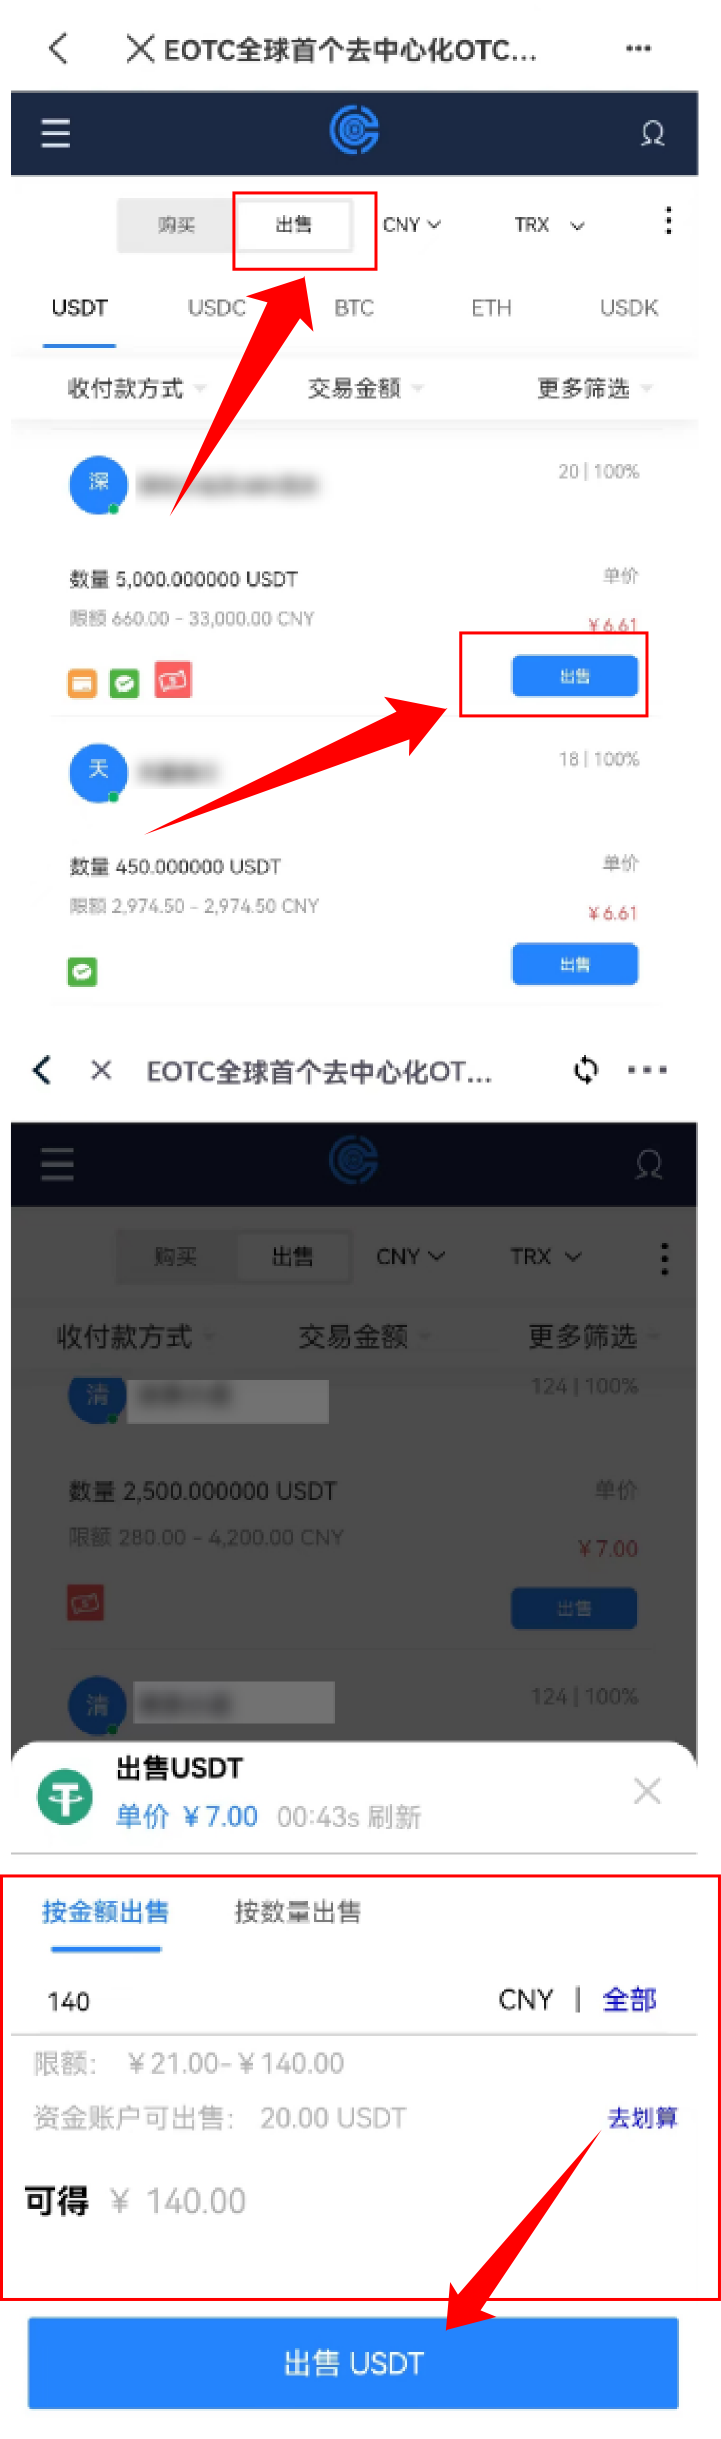 EOTC全球首个去中心化OTC...
购买 出售 CNY TRX
USDT USDC BTC ETH USDK
收付款方式 交易金额 更多筛选
深 20 | 100%
数量 5,000.000000 USDT 单价
限额 660.00 - 33,000.00 CNY ¥6.61
出售
天 18 | 100%
数量 450.000000 USDT 单价
限额 2,974.50 - 2,974.50 CNY ¥6.61
出售
EOTC全球首个去中心化OT...
购买 出售 CNY TRX
收付款方式 交易金额 更多筛选
清 124 | 100%
数量 2,500.000000 USDT 单价
限额 280.00 - 4,200.00 CNY ¥7.00
出售
清 124 | 100%
出售USDT
单价 ¥7.00 00:43s 刷新
按金额出售 按数量出售
140 CNY | 全部
限额: ¥21.00-¥140.00
资金账户可出售: 20.00 USDT 去划算
可得 ¥ 140.00
出售 USDT